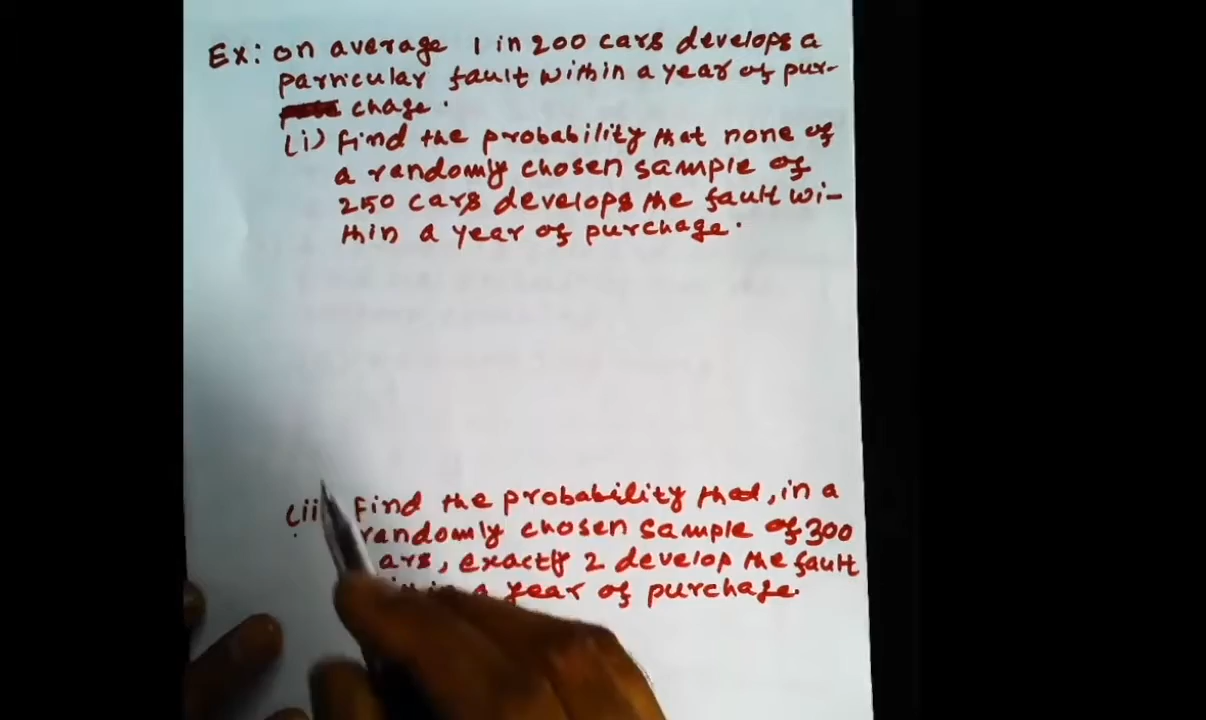 Ex: on average 1 in 200 cars develops a
particular fault within a year of pur-
chase.
(i) find the probability that none of
a randomly chosen sample of
250 cars develops the fault wi-
thin a year of purchase.
(ii) find the probability that, in a
randomly chosen sample of 300
ars, exactly 2 develop the fault
in a year of purchase.